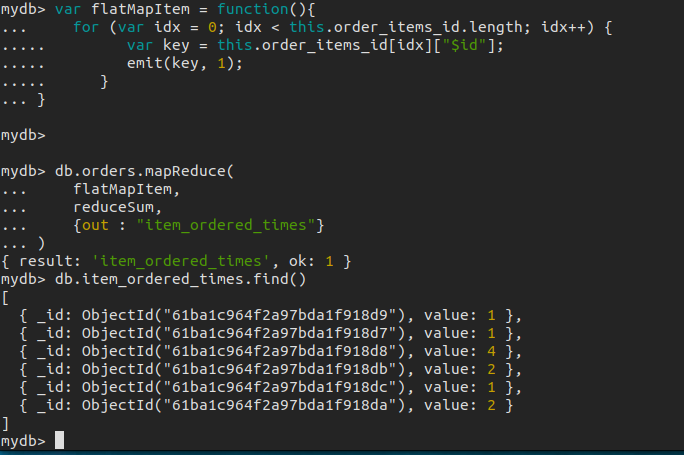 mydb> var flatMapItem = function(){
...     for (var idx = 0; idx < this.order_items_id.length; idx++) {
.....         var key = this.order_items_id[idx]["$id"];
.....         emit(key, 1);
.....      }
... }
mydb>
mydb> db.orders.mapReduce(
...     flatMapItem,
...     reduceSum,
...     {out : "item_ordered_times"}
... )
{ result: 'item_ordered_times', ok: 1 }
mydb> db.item_ordered_times.find()
[
  { _id: ObjectId("61ba1c964f2a97bda1f918d9"), value: 1 },
  { _id: ObjectId("61ba1c964f2a97bda1f918d7"), value: 1 },
  { _id: ObjectId("61ba1c964f2a97bda1f918d8"), value: 4 },
  { _id: ObjectId("61ba1c964f2a97bda1f918db"), value: 2 },
  { _id: ObjectId("61ba1c964f2a97bda1f918dc"), value: 1 },
  { _id: ObjectId("61ba1c964f2a97bda1f918da"), value: 2 }
]
mydb>